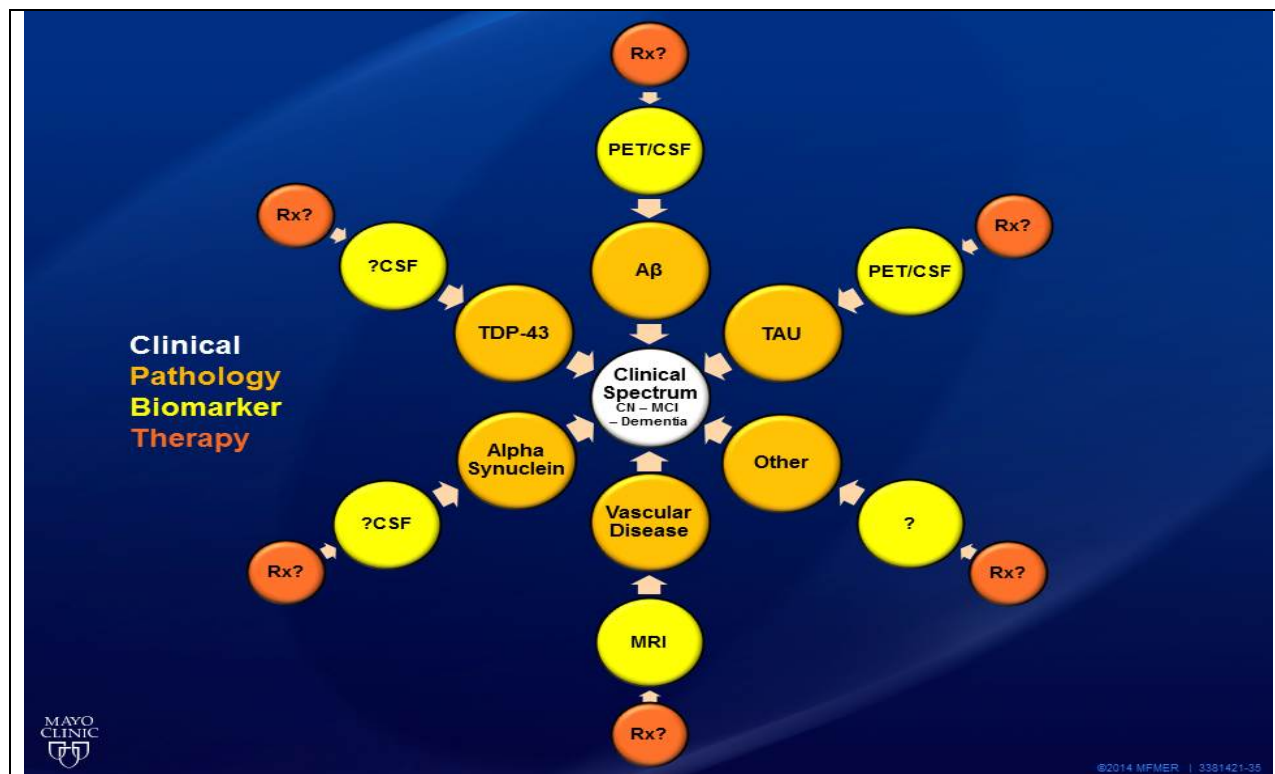 Rx?
PET/CSF
Rx?
?CSF
Aβ
PET/CSF
Rx?
TDP-43
TAU
Clinical
Pathology
Biomarker
Therapy
Clinical
Spectrum
CN – MCI
– Dementia
Alpha
Synuclein
Other
Vascular
Disease
?CSF
?
Rx?
Rx?
MRI
Rx?
MAYO
CLINIC
©2014 MFMER | 3381421-35